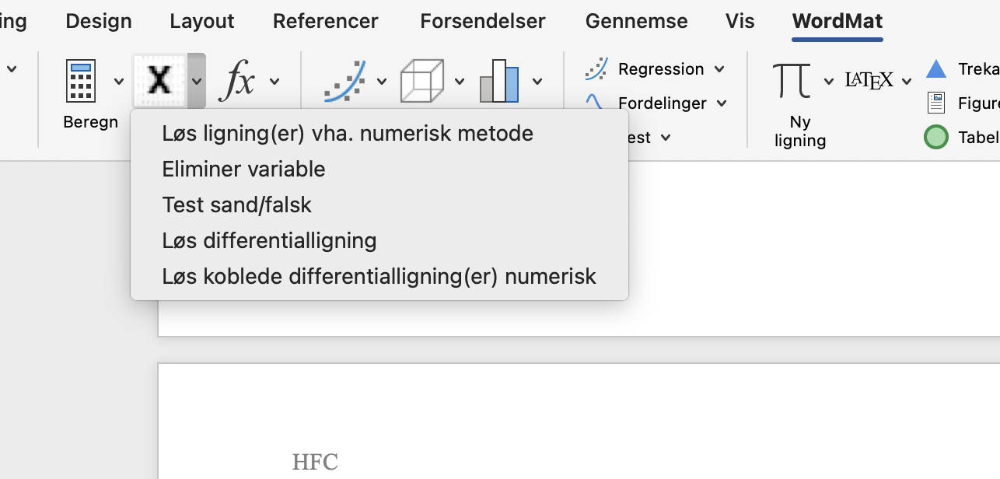 ing Design Layout Referencer Forsendelser Gennemse Vis WordMat
X fx
Regression
Fordelinger
est
Beregn
π LATEX
Ny
ligning
Treka
Figure
Tabel
Løs ligning(er) vha. numerisk metode
Eliminer variable
Test sand/falsk
Løs differentialligning
Løs koblede differentialligning(er) numerisk
HFC